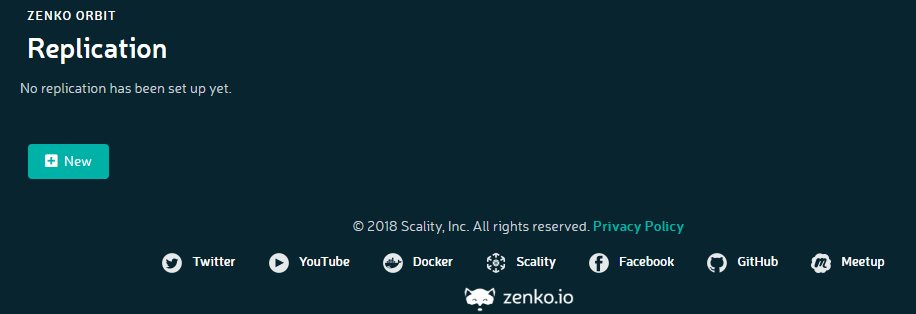 ZENKO ORBIT
Replication
No replication has been set up yet.
New
© 2018 Scality, Inc. All rights reserved. Privacy Policy
Twitter YouTube Docker Scality Facebook GitHub Meetup
zenko.io